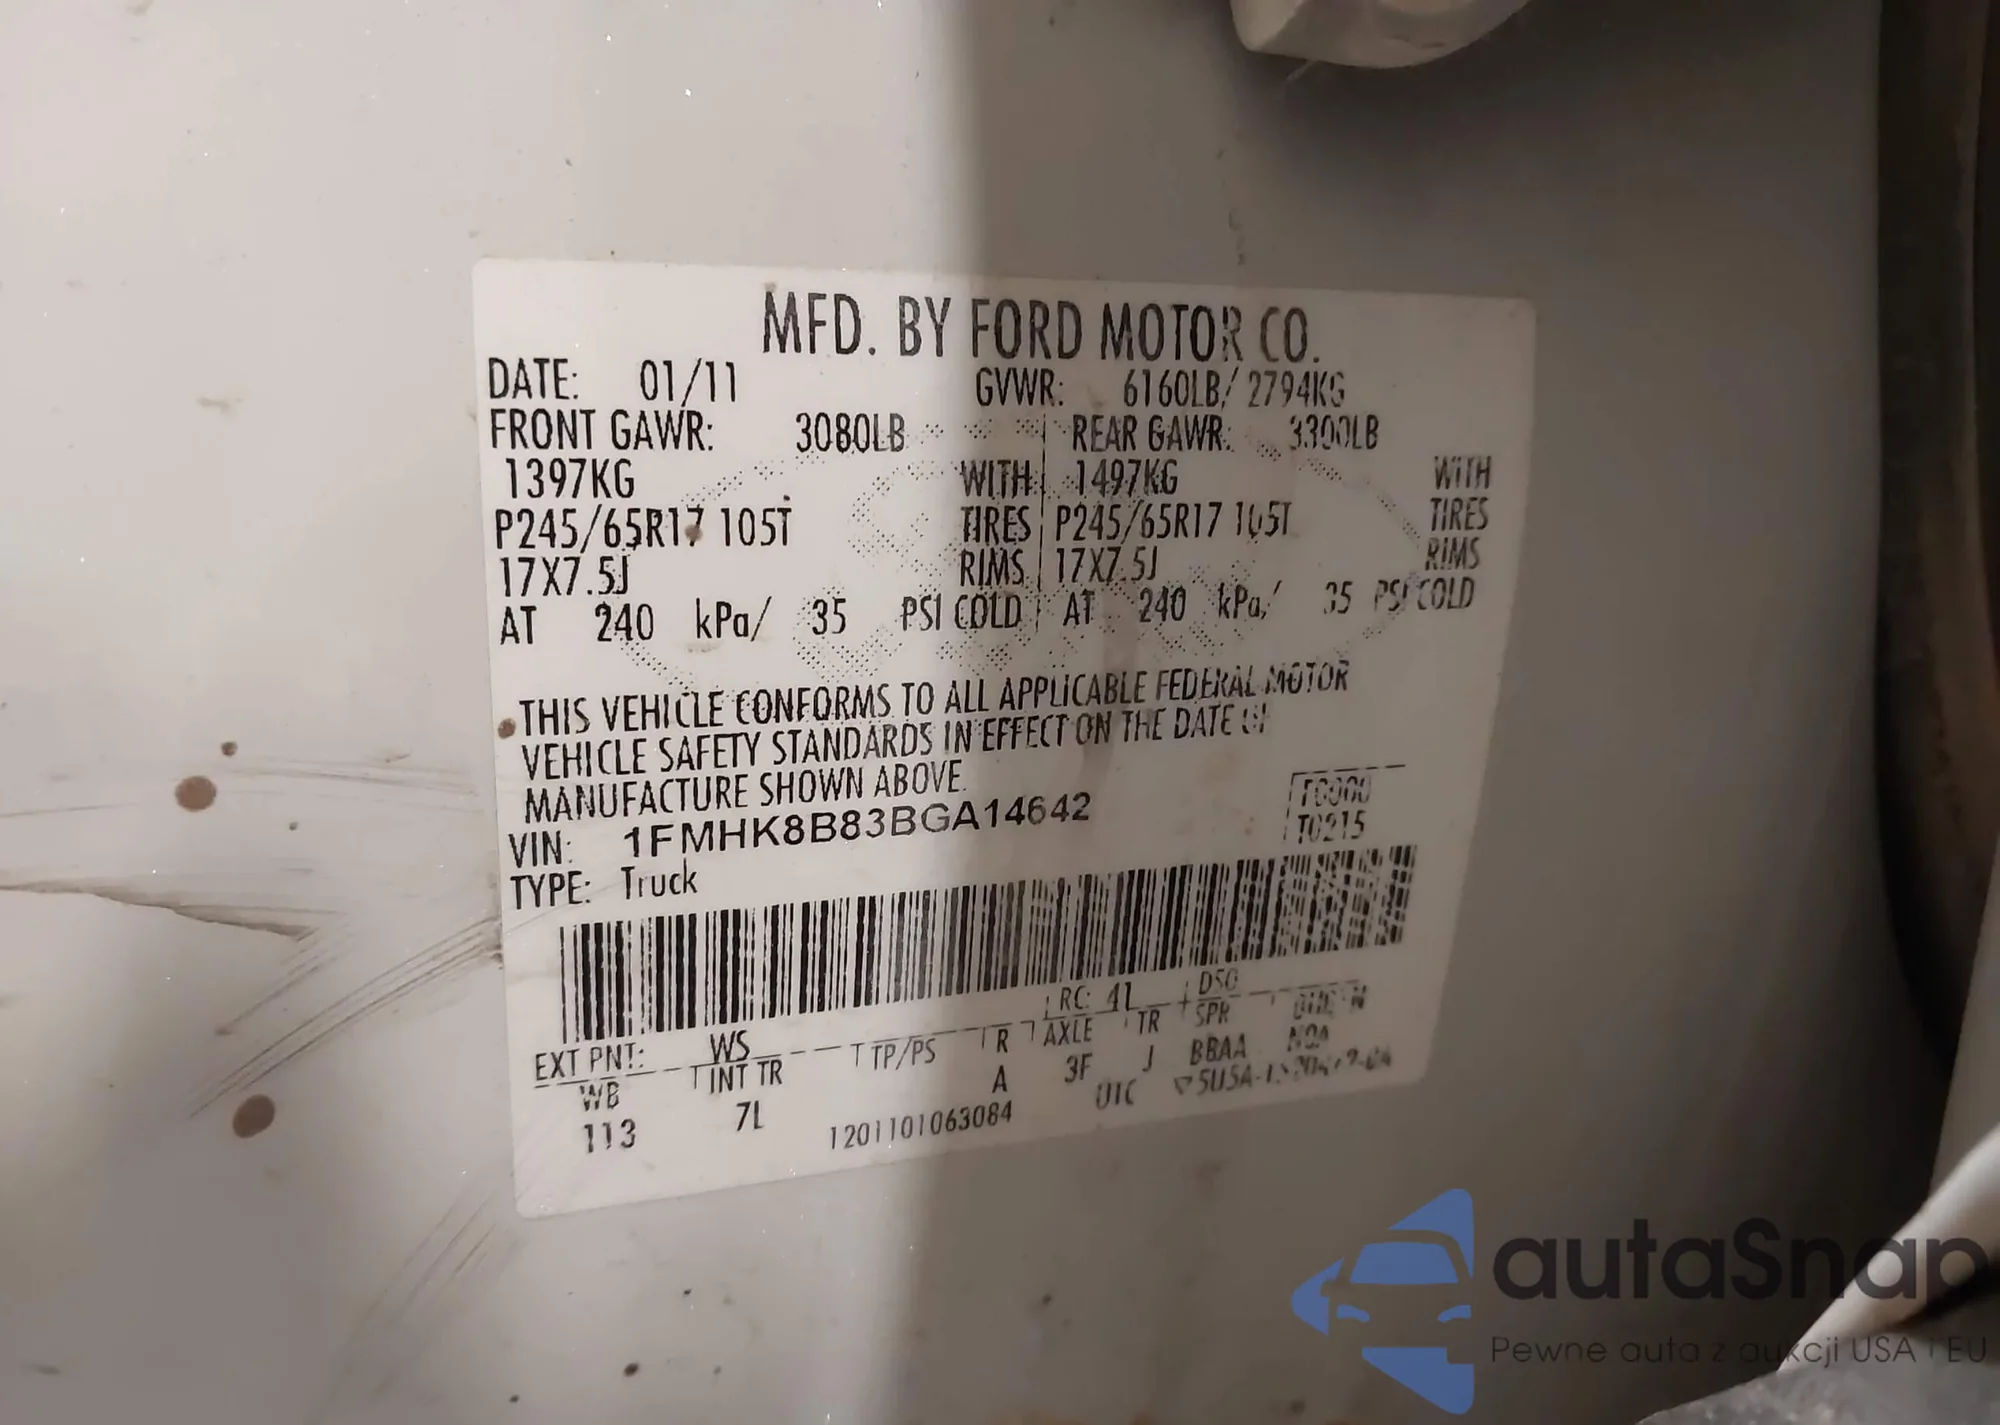 MFD. BY FORD MOTOR CO.
DATE: 01/11 GVWR: 6160LB/ 2794KG
FRONT GAWR: 3080LB REAR GAWR: 3300LB
1397KG WITH 1497KG WITH
P245/65R17 105T TIRES P245/65R17 105T TIRES
17X7.5J RIMS 17X7.5J RIMS
AT 240 kPa/ 35 PSI COLD AT 240 kPa/ 35 PSI COLD
THIS VEHICLE CONFORMS TO ALL APPLICABLE FEDERAL MOTOR
VEHICLE SAFETY STANDARDS IN EFFECT ON THE DATE
MANUFACTURE SHOWN ABOVE.
VIN: 1FMHK8B83BGA14642
T0215
TYPE: Truck
EXT PNT: WS RC: 41 DSO
WB INT TR TP/PS R AXLE TR SPR
113 7L A 3F J BBAA
1201101063084 UTC
autaSnap
Pewne auta z aukcji USA i EU